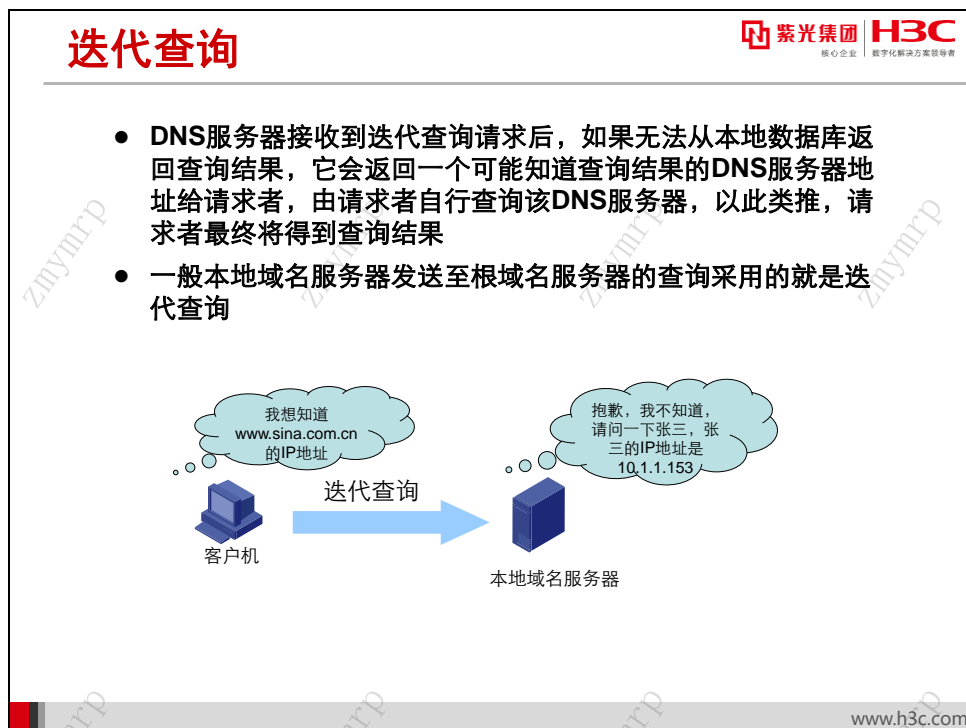 迭代查询
紫光集团 H3C
核心企业 数字化解决方案领导者
● DNS服务器接收到迭代查询请求后，如果无法从本地数据库返
回查询结果，它会返回一个可能知道查询结果的DNS服务器地
址给请求者，由请求者自行查询该DNS服务器，以此类推，请
求者最终将得到查询结果
● 一般本地域名服务器发送至根域名服务器的查询采用的就是迭
代查询
zmymrp zmymrp zmymrp zmymrp
我想知道
www.sina.com.cn
的IP地址
抱歉，我不知道，
请问一下张三，张
三的IP地址是
10.1.1.153
迭代查询
客户机
本地域名服务器
www.h3c.com